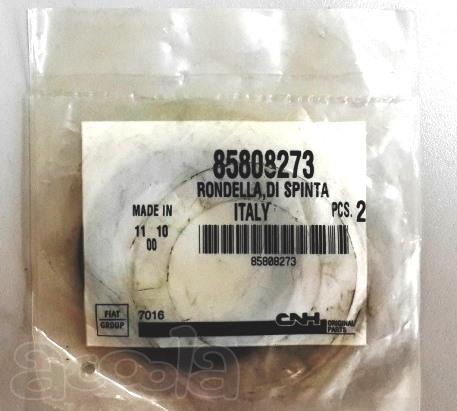 85808273
RONDELLA,DI SPINTA
MADE IN ITALY PCS. 2
11 10
00
85808273
FIAT
GROUP
7016
CNH ORIGINAL
PARTS
acoola